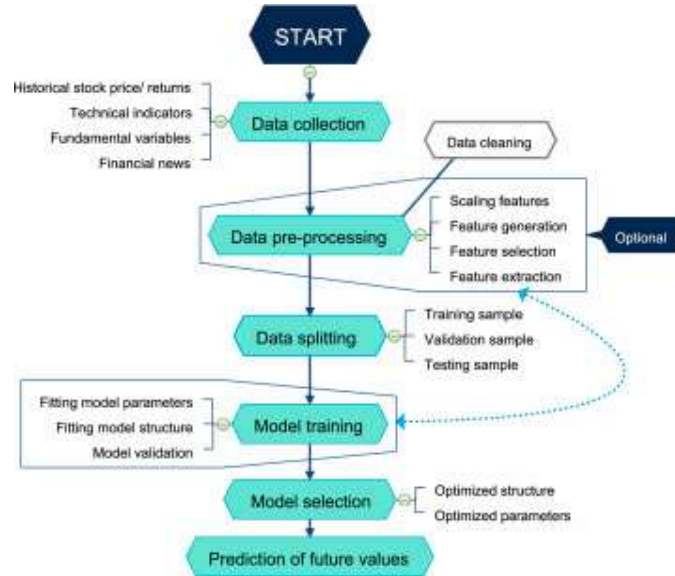 START
Historical stock price/ returns
Technical indicators
Fundamental variables
Financial news
Data collection
Data cleaning
Data pre-processing
Scaling features
Feature generation
Feature selection
Feature extraction
Optional
Data splitting
Training sample
Validation sample
Testing sample
Fitting model parameters
Fitting model structure
Model validation
Model training
Model selection
Optimized structure
Optimized parameters
Prediction of future values